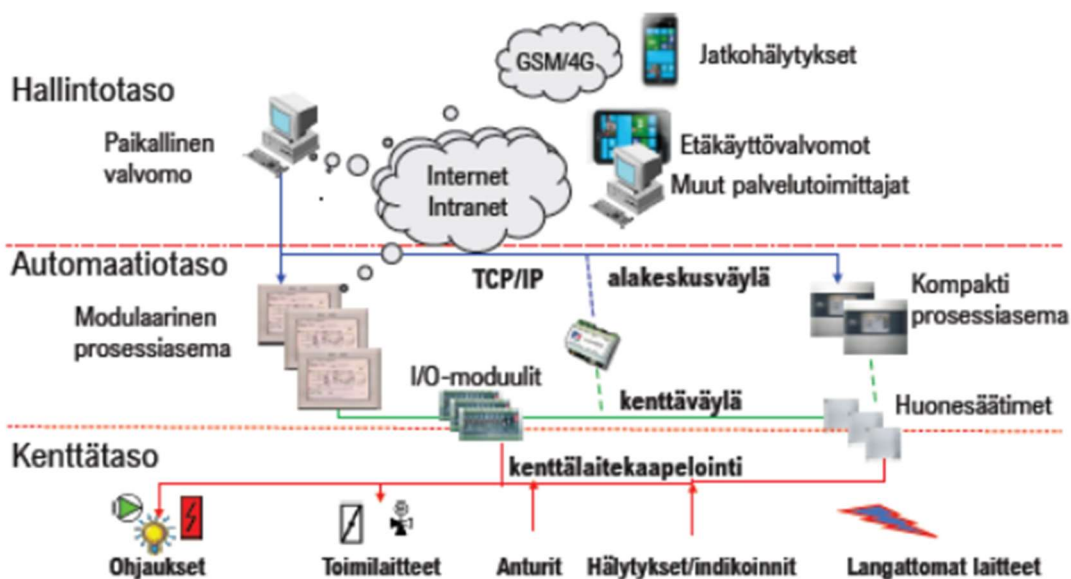 GSM/4G
Jatkohälytykset
Hallintotaso
Paikallinen
valvomo
Internet
Intranet
Etäkäyttövalvomot
Muut palvelutoimittajat
Automaatiotaso
TCP/IP
alakeskusväylä
Kompakti
prosessiasema
Modulaarinen
prosessiasema
I/O-moduulit
kenttäväylä
Huonesäätimet
Kenttätaso
kenttälaitekaapelointi
Ohjaukset
Toimilaitteet
Anturit
Hälytykset/indikoinnit
Langattomat laitteet